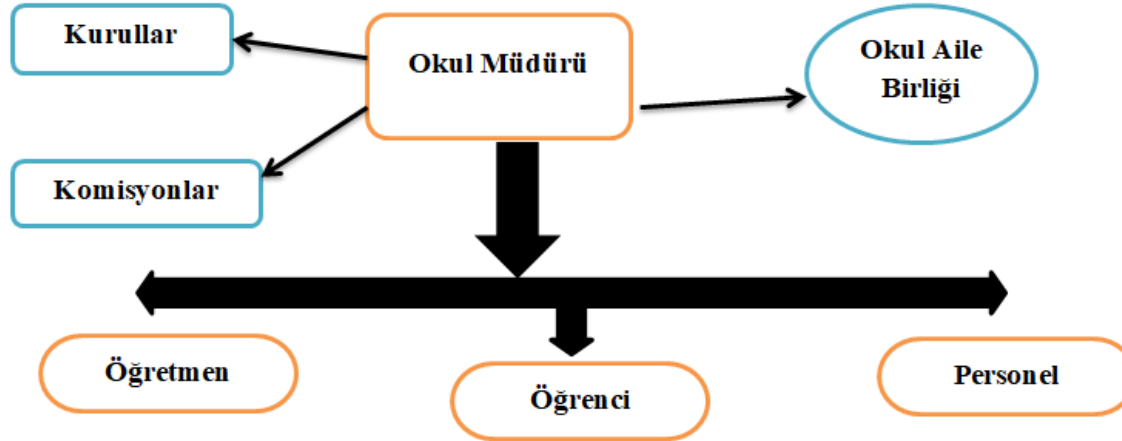 Kurullar
Okul Müdürü
Okul Aile
Birliği
Komisyonlar
Öğretmen
Öğrenci
Personel